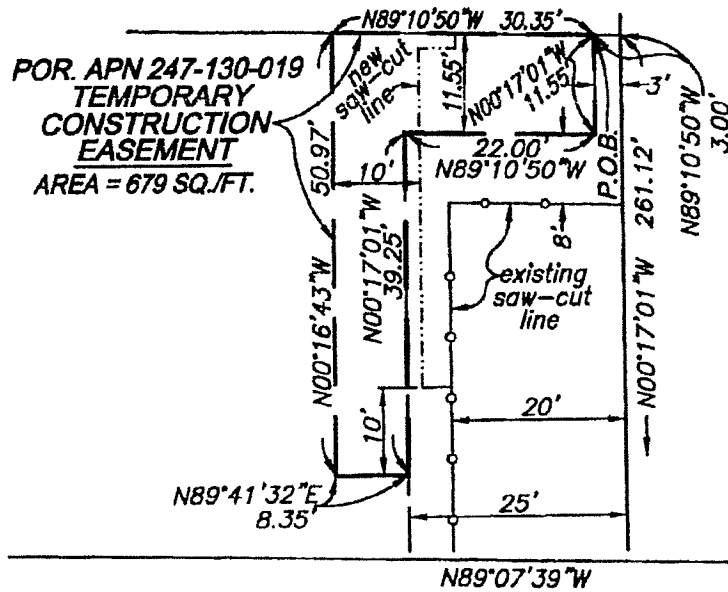 N89°10'50"W 30.35'
POR. APN 247-130-019
TEMPORARY
CONSTRUCTION
EASEMENT
AREA = 679 SQ./FT.
new
saw-cut
line
11.55'
N00°17'01"W
11.55'
3'
N89°10'50"W
3.00'
50.97'
10'
22.00'
N89°10'50"W
P.O.B.
261.12'
N00°17'01"W
N00°17'01"W
39.25'
8'
existing
saw-cut
line
N00°16'43"W
10'
20'
N89°41'32"E
8.35'
25'
N89°07'39"W